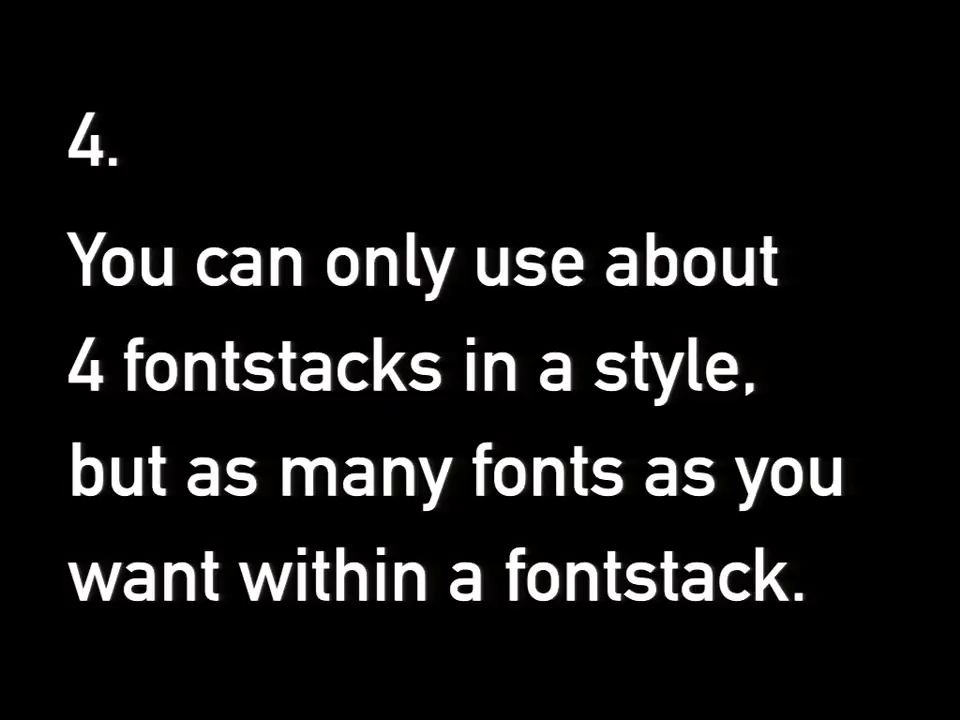 4.
You can only use about
4 fontstacks in a style,
but as many fonts as you
want within a fontstack.